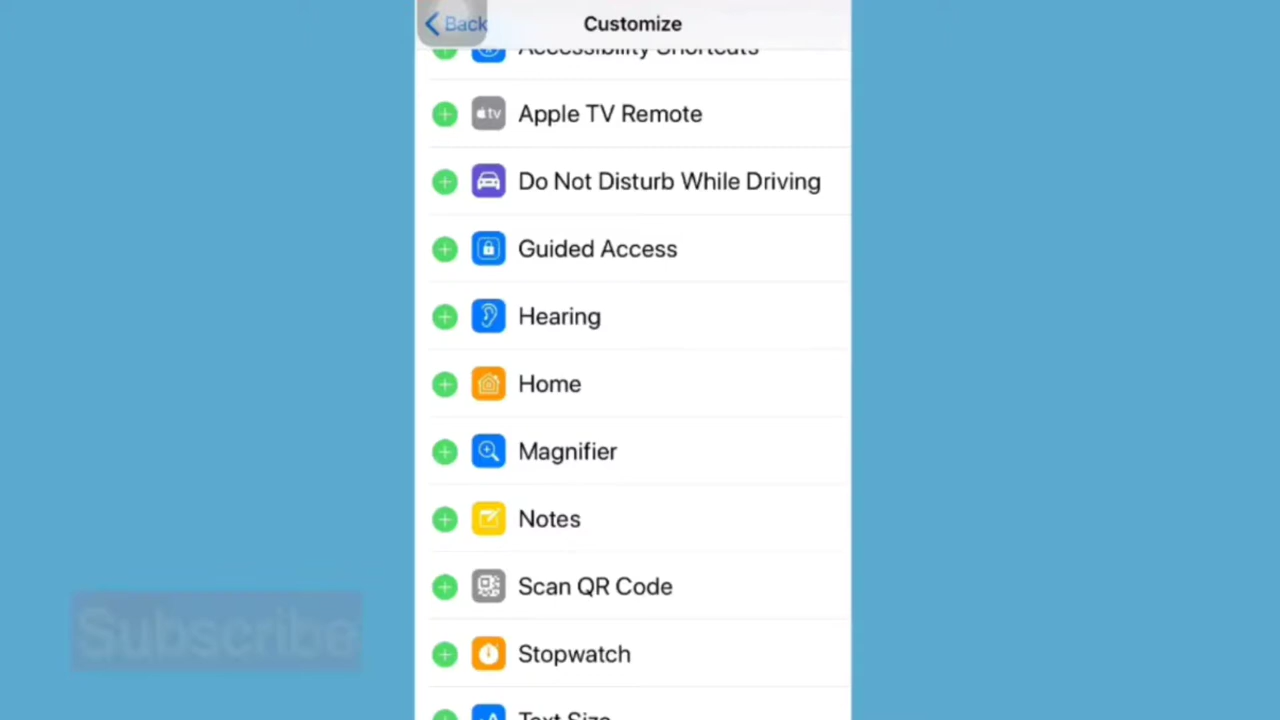 Back
Customize
Accessibility Shortcuts
tv
Apple TV Remote
Do Not Disturb While Driving
Guided Access
Hearing
Home
Magnifier
Notes
Scan QR Code
Subscribe
Stopwatch
Text Size